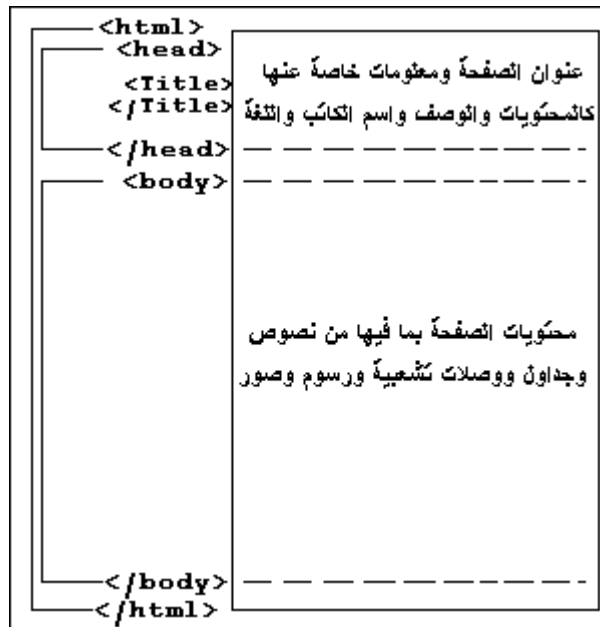 <html>
<head>
<Title>
</Title>
عنوان الصفحة ومعلومات خاصة عنها
كالمحتويات والوصف واسم الكاتب واللغة
</head>
<body>
محتويات الصفحة بما فيها من نصوص
وجداول ووصلات تشعبية ورسوم وصور
</body>
</html>